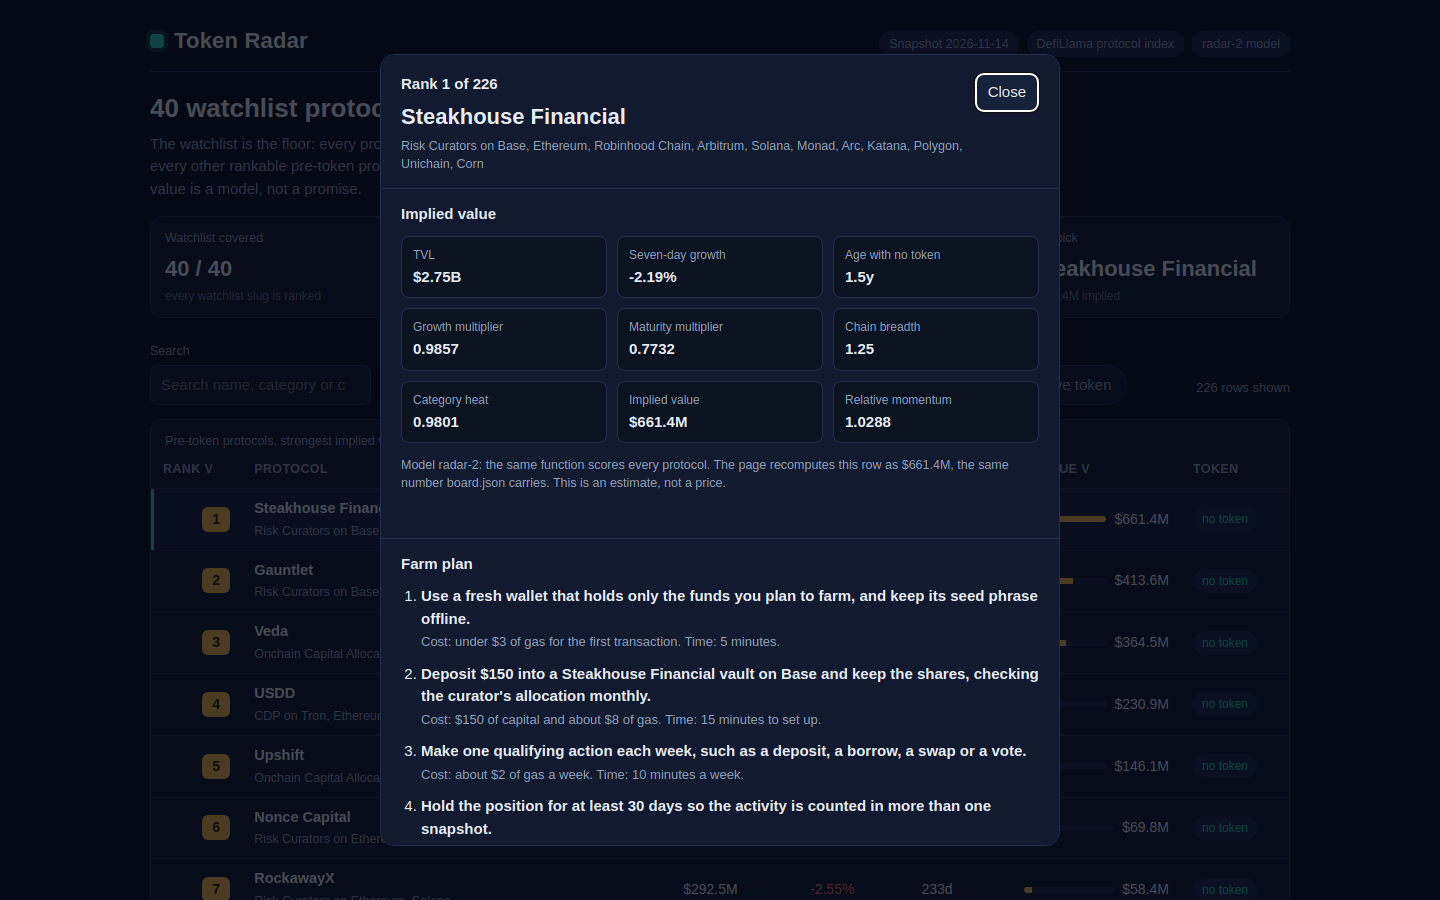 Token Radar
Snapshot 2026-11-14
DefiLlama protocol index
radar-2 model
40 watchlist protoc
The watchlist is the floor: every pro
every other rankable pre-token pro
value is a model, not a promise.
Watchlist covered
40 / 40
every watchlist slug is ranked
pick
eakhouse Financial
.4M implied
Search
Search name, category or c
ve token
226 rows shown
Pre-token protocols, strongest implied v
RANK V
PROTOCOL
UE V
TOKEN
1
Steakhouse Finan
Risk Curators on Base
$661.4M
no token
2
Gauntlet
Risk Curators on Base
$413.6M
no token
3
Veda
Onchain Capital Alloca
$364.5M
no token
4
USDD
CDP on Tron, Ethereur
$230.9M
no token
5
Upshift
Onchain Capital Alloca
$146.1M
no token
6
Nonce Capital
Risk Curators on Ether
$69.8M
no token
7
RockawayX
Risk Curators on Ethereum, Solana
$292.5M
-2.55%
233d
$58.4M
no token
Rank 1 of 226
Close
Steakhouse Financial
Risk Curators on Base, Ethereum, Robinhood Chain, Arbitrum, Solana, Monad, Arc, Katana, Polygon,
Unichain, Corn
Implied value
TVL
$2.75B
Seven-day growth
-2.19%
Age with no token
1.5y
Growth multiplier
0.9857
Maturity multiplier
0.7732
Chain breadth
1.25
Category heat
0.9801
Implied value
$661.4M
Relative momentum
1.0288
Model radar-2: the same function scores every protocol. The page recomputes this row as $661.4M, the same
number board.json carries. This is an estimate, not a price.
Farm plan
1. Use a fresh wallet that holds only the funds you plan to farm, and keep its seed phrase
offline.
Cost: under $3 of gas for the first transaction. Time: 5 minutes.
2. Deposit $150 into a Steakhouse Financial vault on Base and keep the shares, checking
the curator's allocation monthly.
Cost: $150 of capital and about $8 of gas. Time: 15 minutes to set up.
3. Make one qualifying action each week, such as a deposit, a borrow, a swap or a vote.
Cost: about $2 of gas a week. Time: 10 minutes a week.
4. Hold the position for at least 30 days so the activity is counted in more than one
snapshot.